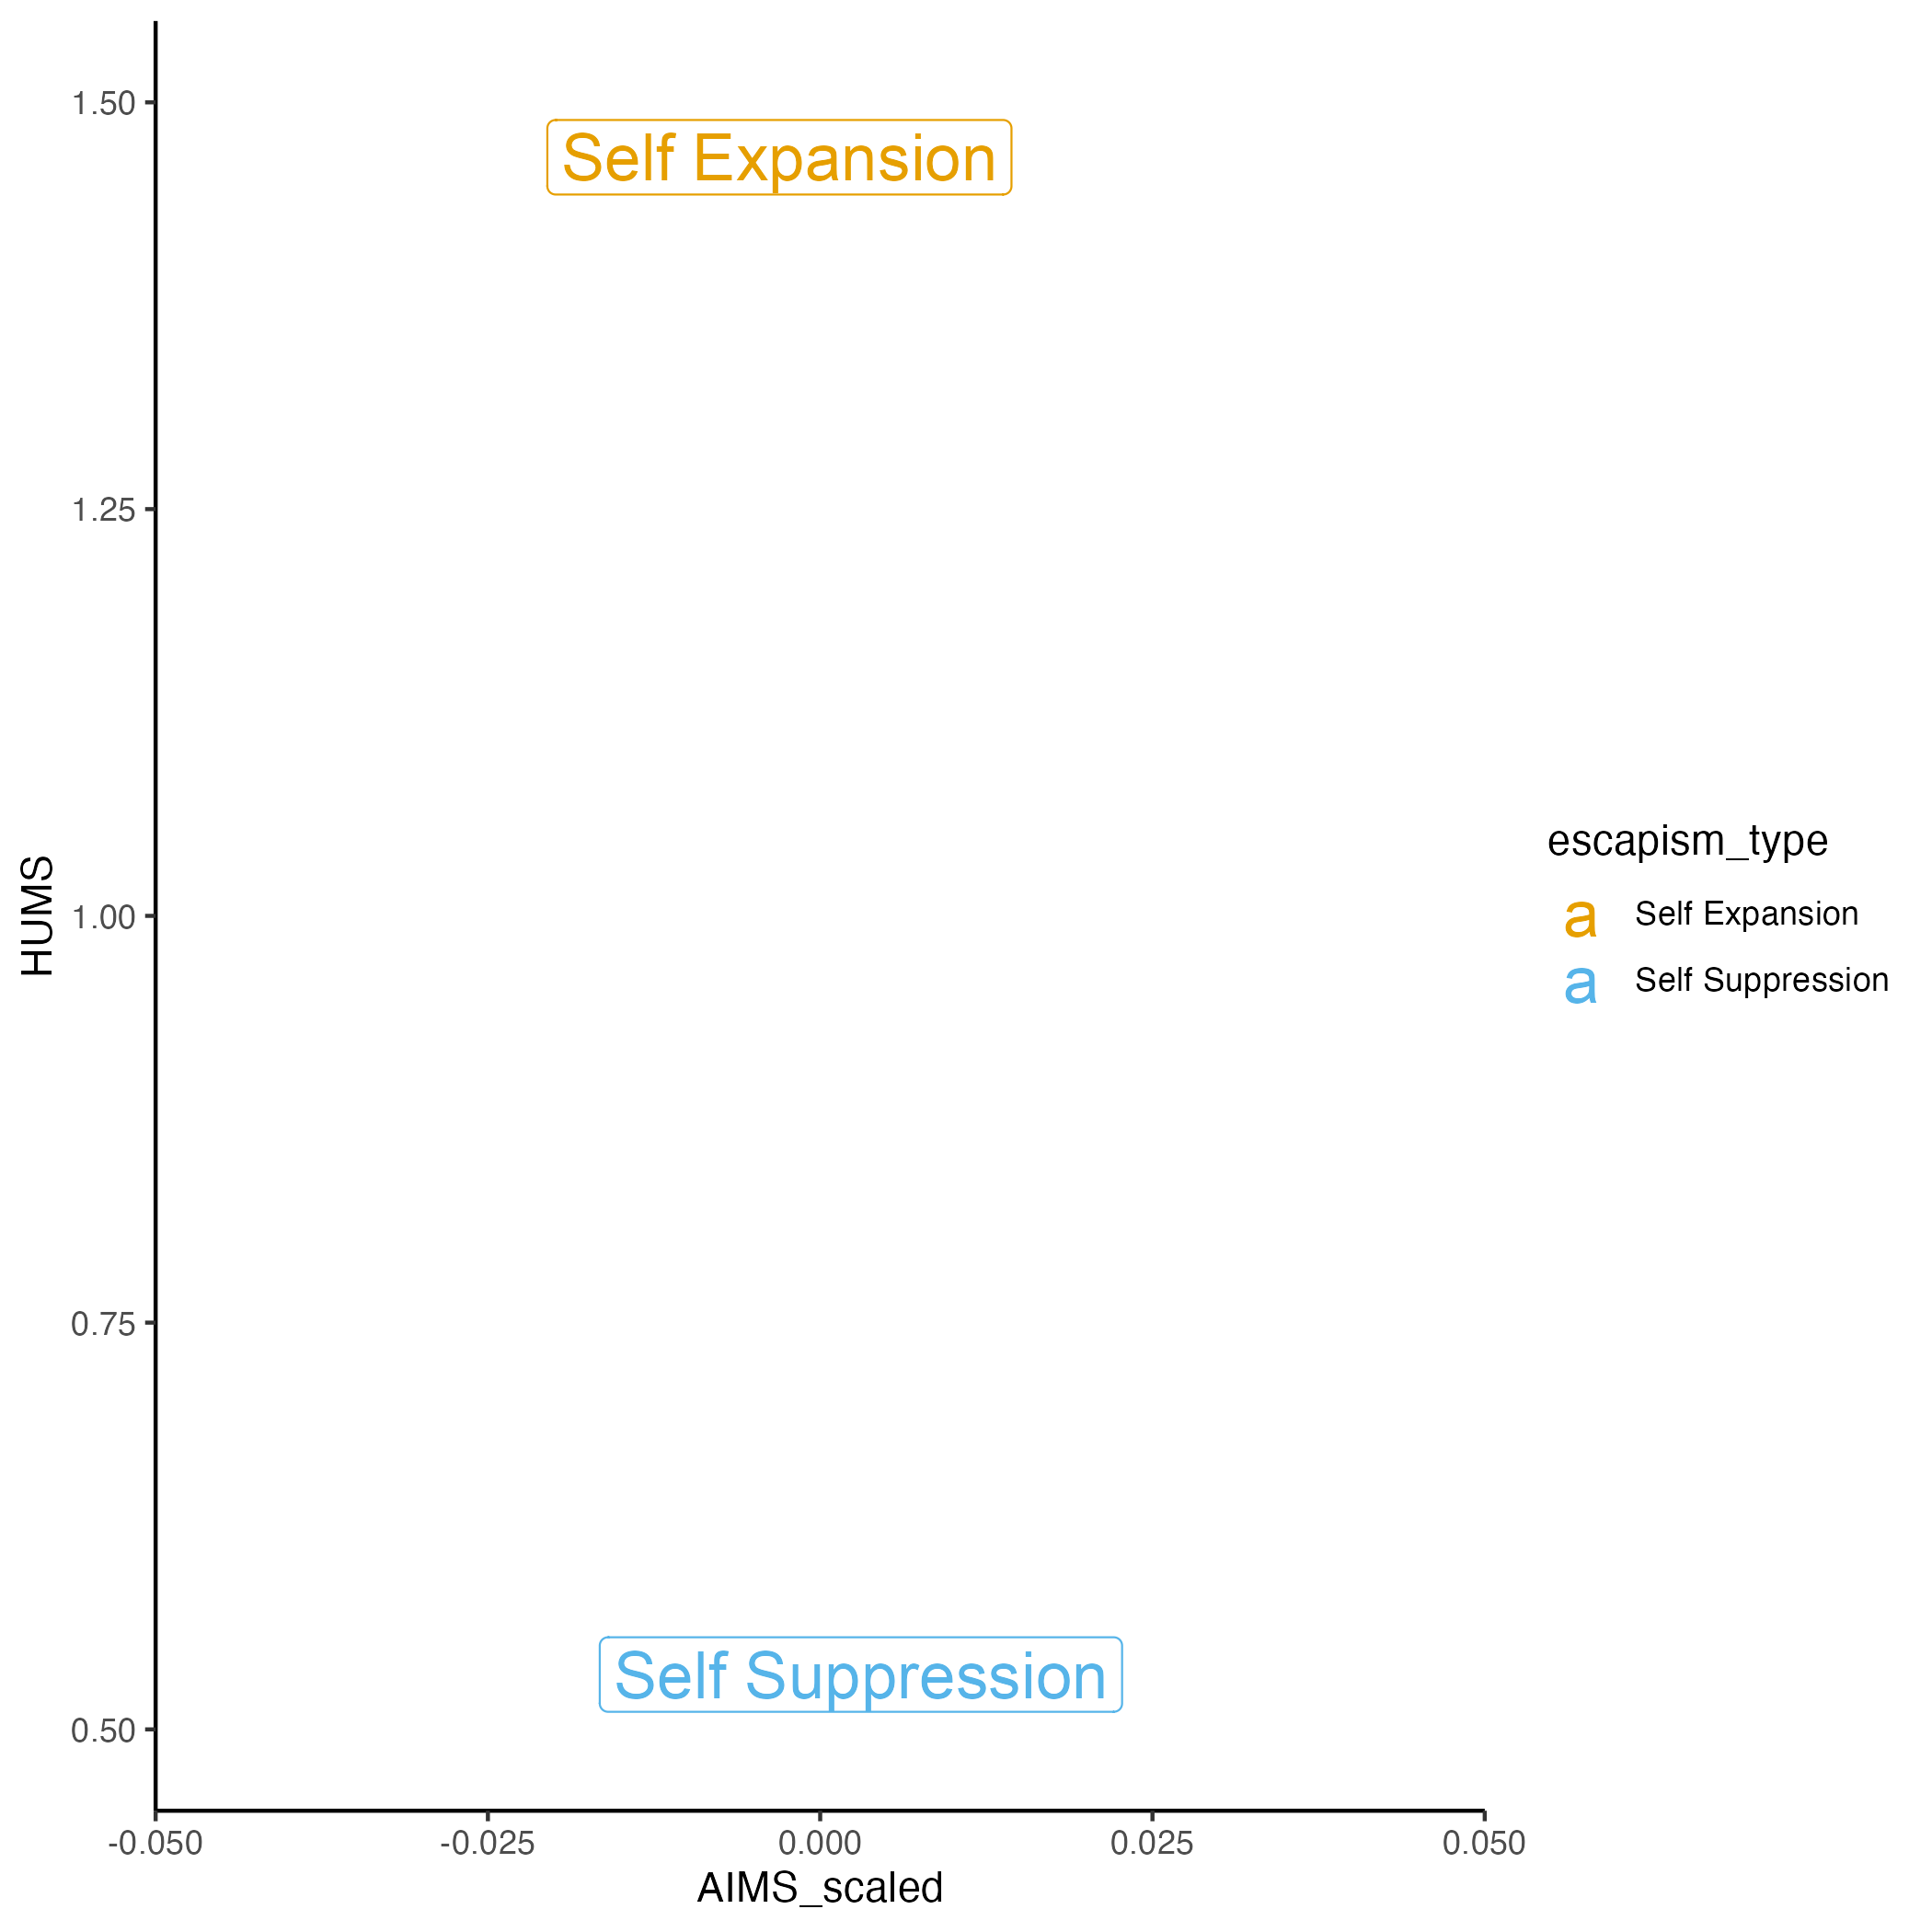 1.50
Self Expansion
1.25
HUMS
1.00
0.75
0.50
Self Suppression
-0.050
-0.025
0.000
0.025
0.050
AIMS_scaled
escapism_type
a Self Expansion
a Self Suppression